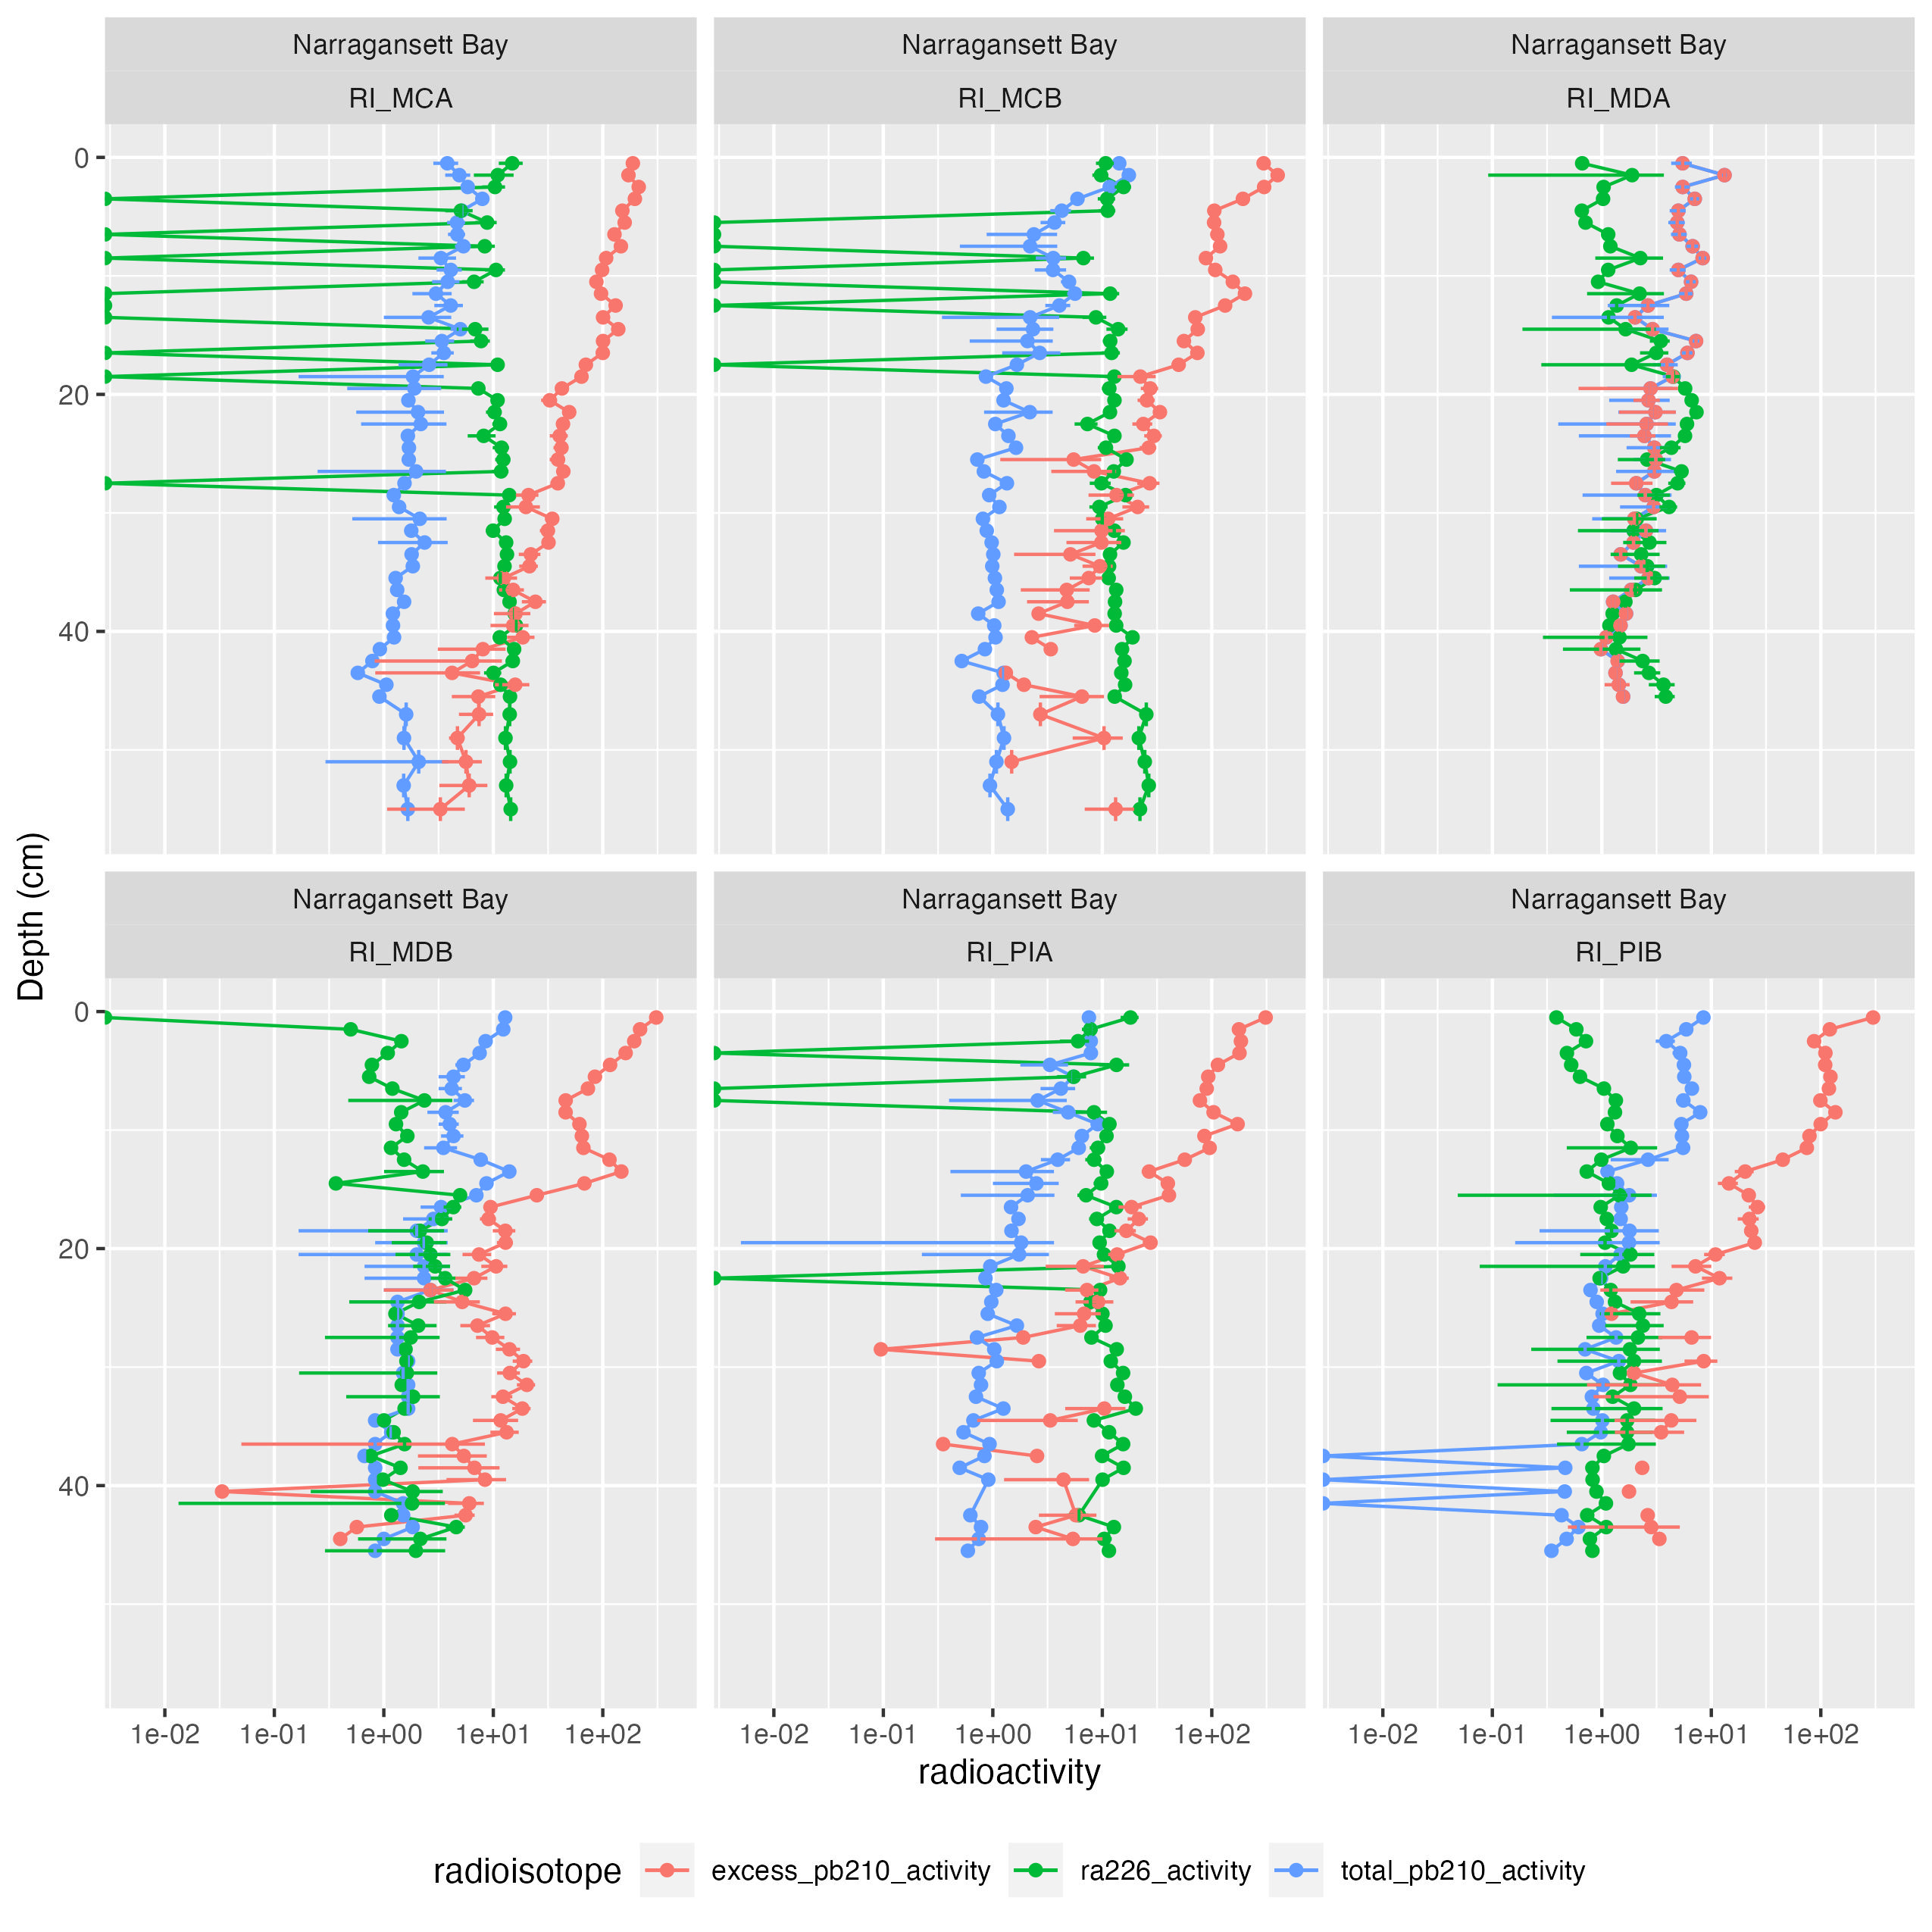 Narragansett Bay Narragansett Bay Narragansett Bay
RI_MCA RI_MCB RI_MDA
0
20
40
Depth (cm)
Narragansett Bay Narragansett Bay Narragansett Bay
RI_MDB RI_PIA RI_PIB
0
20
40
1e-02 1e-01 1e+00 1e+01 1e+02 1e-02 1e-01 1e+00 1e+01 1e+02 1e-02 1e-01 1e+00 1e+01 1e+02
radioactivity
radioisotope excess_pb210_activity ra226_activity total_pb210_activity